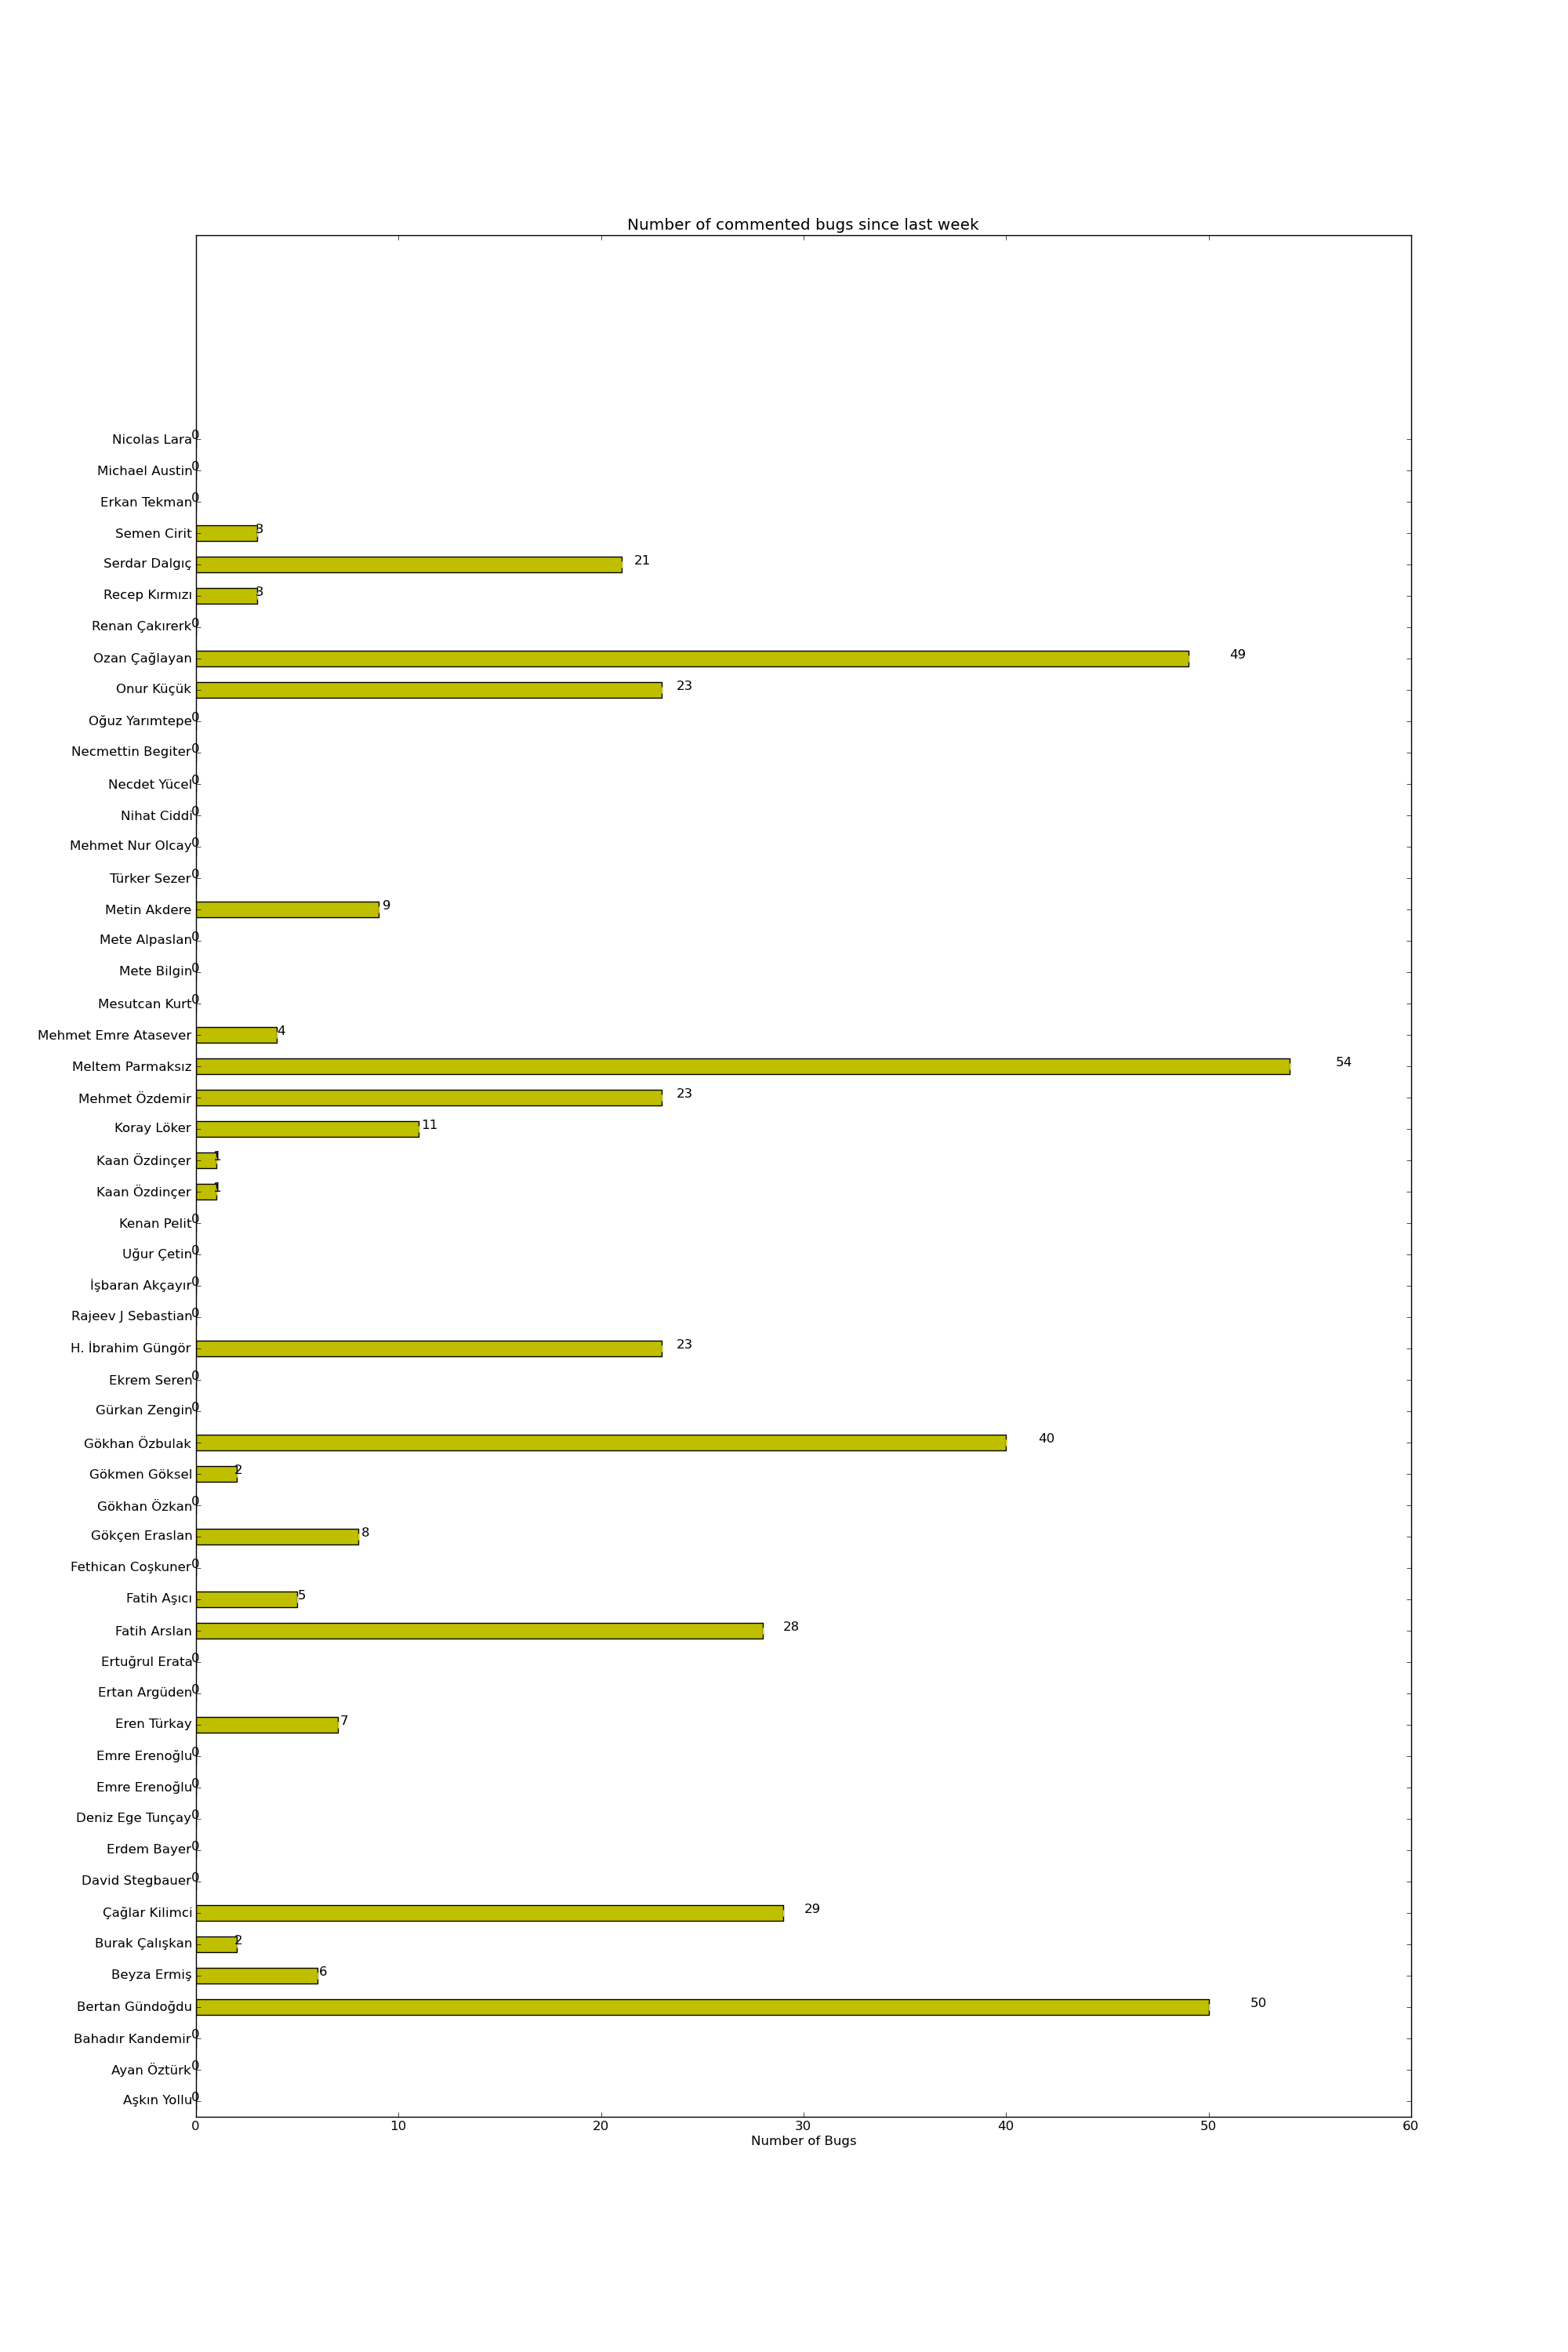 Number of commented bugs since last week
Nicolas Lara 0
Michael Austin 0
Erkan Tekman 0
Semen Cirit 3
Serdar Dalgıç 21
Recep Kırmızı 3
Renan Çakırerk 0
Ozan Çağlayan 49
Onur Küçük 23
Oğuz Yarımtepe 0
Necmettin Begiter 0
Necdet Yücel 0
Nihat Ciddi 0
Mehmet Nur Olcay 0
Türker Sezer 0
Metin Akdere 9
Mete Alpaslan 0
Mete Bilgin 0
Mesutcan Kurt 0
Mehmet Emre Atasever 4
Meltem Parmaksız 54
Mehmet Özdemir 23
Koray Löker 11
Kaan Özdinçer 1
Kaan Özdinçer 1
Kenan Pelit 0
Uğur Çetin 0
İşbaran Akçayır 0
Rajeev J Sebastian 0
H. İbrahim Güngör 23
Ekrem Seren 0
Gürkan Zengin 0
Gökhan Özbulak 40
Gökmen Göksel 2
Gökhan Özkan 0
Gökçen Eraslan 8
Fethican Coşkuner 0
Fatih Aşıcı 5
Fatih Arslan 28
Ertuğrul Erata 0
Ertan Argüden 0
Eren Türkay 7
Emre Erenoğlu 0
Emre Erenoğlu 0
Deniz Ege Tunçay 0
Erdem Bayer 0
David Stegbauer 0
Çağlar Kilimci 29
Burak Çalışkan 2
Beyza Ermiş 6
Bertan Gündoğdu 50
Bahadır Kandemir 0
Ayan Öztürk 0
Aşkın Yollu 0
0 10 20 30 40 50 60
Number of Bugs